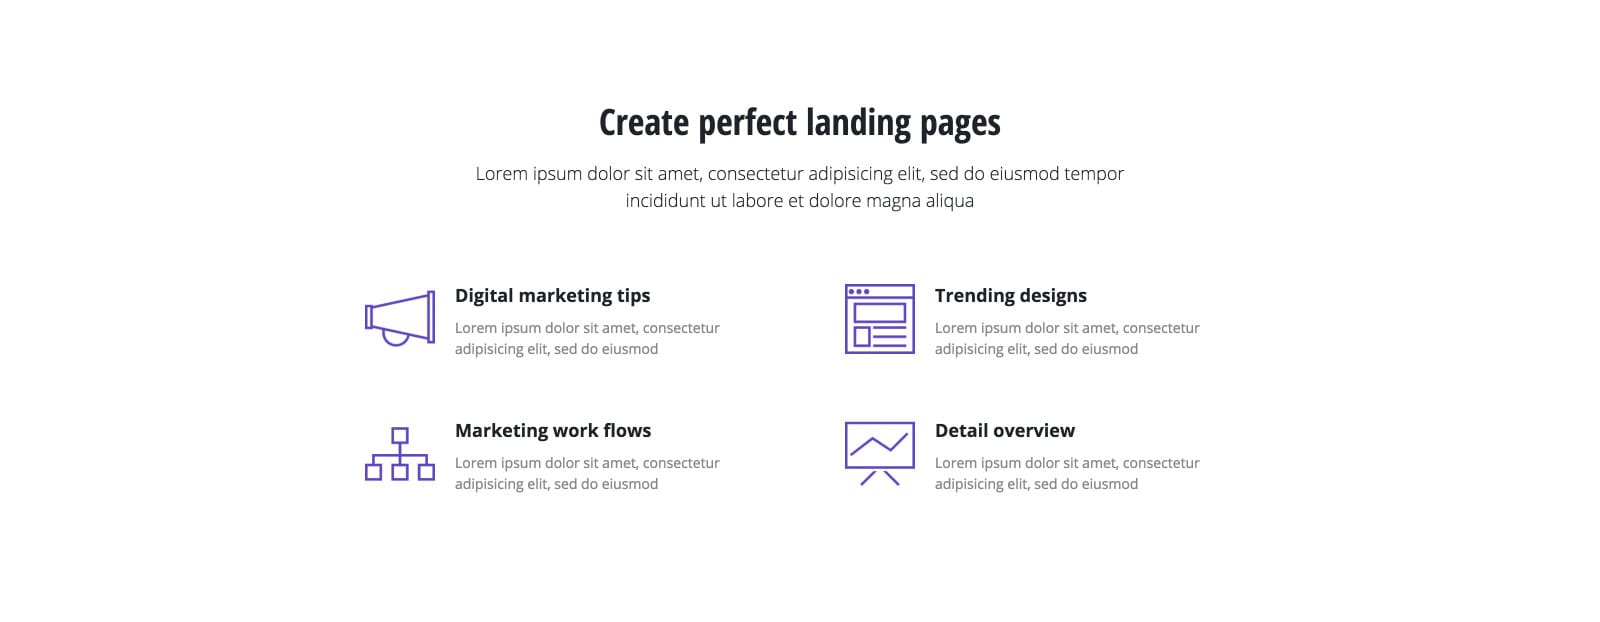 Create perfect landing pages
Lorem ipsum dolor sit amet, consectetur adipisicing elit, sed do eiusmod tempor
incididunt ut labore et dolore magna aliqua
Digital marketing tips
Lorem ipsum dolor sit amet, consectetur
adipisicing elit, sed do eiusmod
Trending designs
Lorem ipsum dolor sit amet, consectetur
adipisicing elit, sed do eiusmod
Marketing work flows
Lorem ipsum dolor sit amet, consectetur
adipisicing elit, sed do eiusmod
Detail overview
Lorem ipsum dolor sit amet, consectetur
adipisicing elit, sed do eiusmod